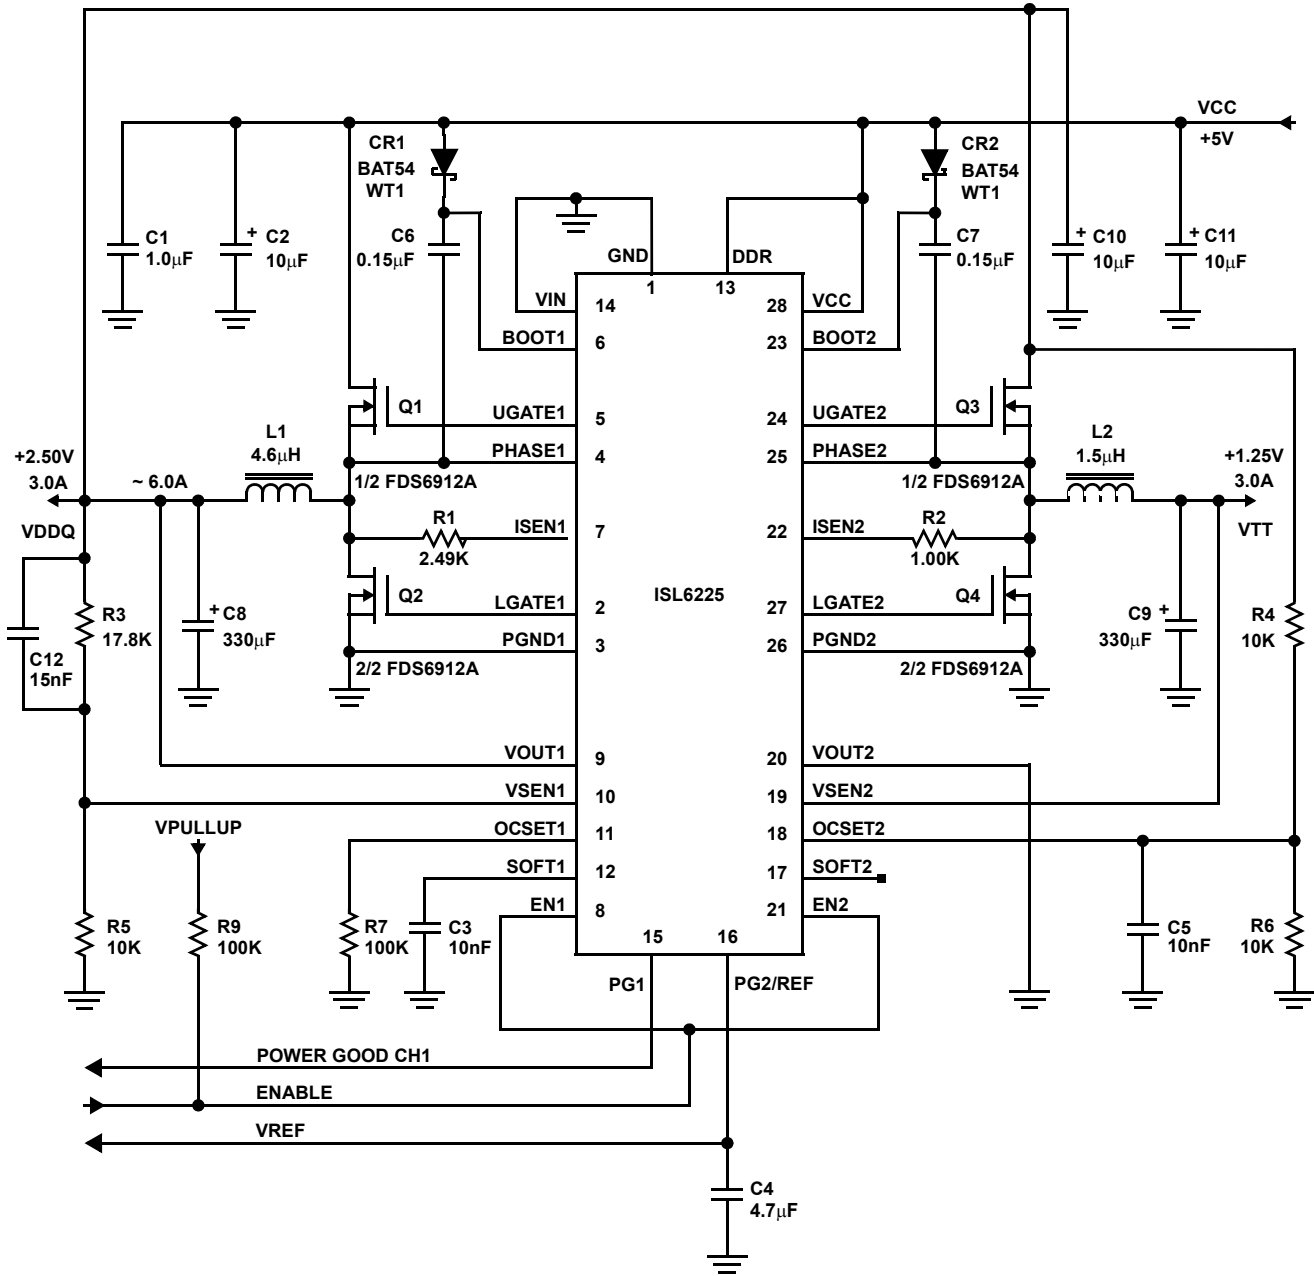 VCC
+5V
CR1
BAT54
WT1
CR2
BAT54
WT1
C1
1.0µF
+ C2
10µF
C6
0.15µF
C7
0.15µF
+ C10
10µF
+ C11
10µF
GND
1
DDR
13
VIN
14
28
VCC
BOOT1
6
23
BOOT2
Q1
UGATE1
5
24
UGATE2
Q3
L1
4.6µH
PHASE1
4
25
PHASE2
L2
1.5µH
+2.50V
3.0A
~ 6.0A
1/2 FDS6912A
1/2 FDS6912A
+1.25V
3.0A
VDDQ
R1
2.49K
ISEN1
7
22
ISEN2
R2
1.00K
VTT
R3
17.8K
+ C8
330µF
Q2
LGATE1
2
ISL6225
27
LGATE2
Q4
C9 +
330µF
R4
10K
C12
15nF
PGND1
3
26
PGND2
2/2 FDS6912A
2/2 FDS6912A
VOUT1
9
20
VOUT2
VSEN1
10
19
VSEN2
VPULLUP
OCSET1
11
18
OCSET2
SOFT1
12
17
SOFT2
EN1
8
21
EN2
R5
10K
R9
100K
R7
100K
C3
10nF
15
16
C5
10nF
R6
10K
PG1
PG2/REF
POWER GOOD CH1
ENABLE
VREF
C4
4.7µF